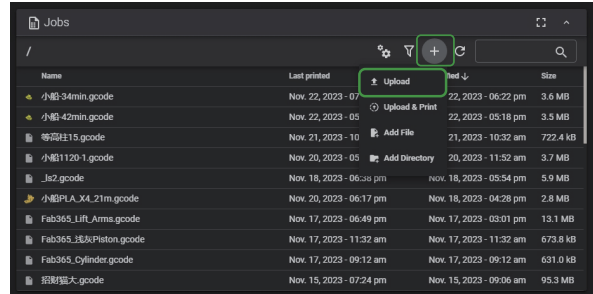 Jobs
/
Name Last printed ied ↓ Size
Upload
Upload & Print
Add File
Add Directory
小船-34min.gcode Nov. 22, 2023 - 07 22, 2023 - 06:22 pm 3.6 MB
小船-42min.gcode Nov. 22, 2023 - 05 22, 2023 - 05:18 pm 3.5 MB
等高柱15.gcode Nov. 21, 2023 - 10 21, 2023 - 10:32 am 722.4 kB
小船1120-1.gcode Nov. 20, 2023 - 05 20, 2023 - 11:52 am 3.7 MB
_ls2.gcode Nov. 18, 2023 - 06:38 pm Nov. 18, 2023 - 05:54 pm 5.9 MB
小船PLA_X4_21m.gcode Nov. 20, 2023 - 06:17 pm Nov. 18, 2023 - 04:28 pm 2.8 MB
Fab365_Lift_Arms.gcode Nov. 17, 2023 - 06:49 pm Nov. 17, 2023 - 03:01 pm 13.1 MB
Fab365_浅灰Piston.gcode Nov. 17, 2023 - 11:32 am Nov. 17, 2023 - 11:32 am 673.8 kB
Fab365_Cylinder.gcode Nov. 17, 2023 - 09:12 am Nov. 17, 2023 - 09:12 am 631.0 kB
招财猫大.gcode Nov. 15, 2023 - 07:24 pm Nov. 15, 2023 - 09:06 am 95.3 MB